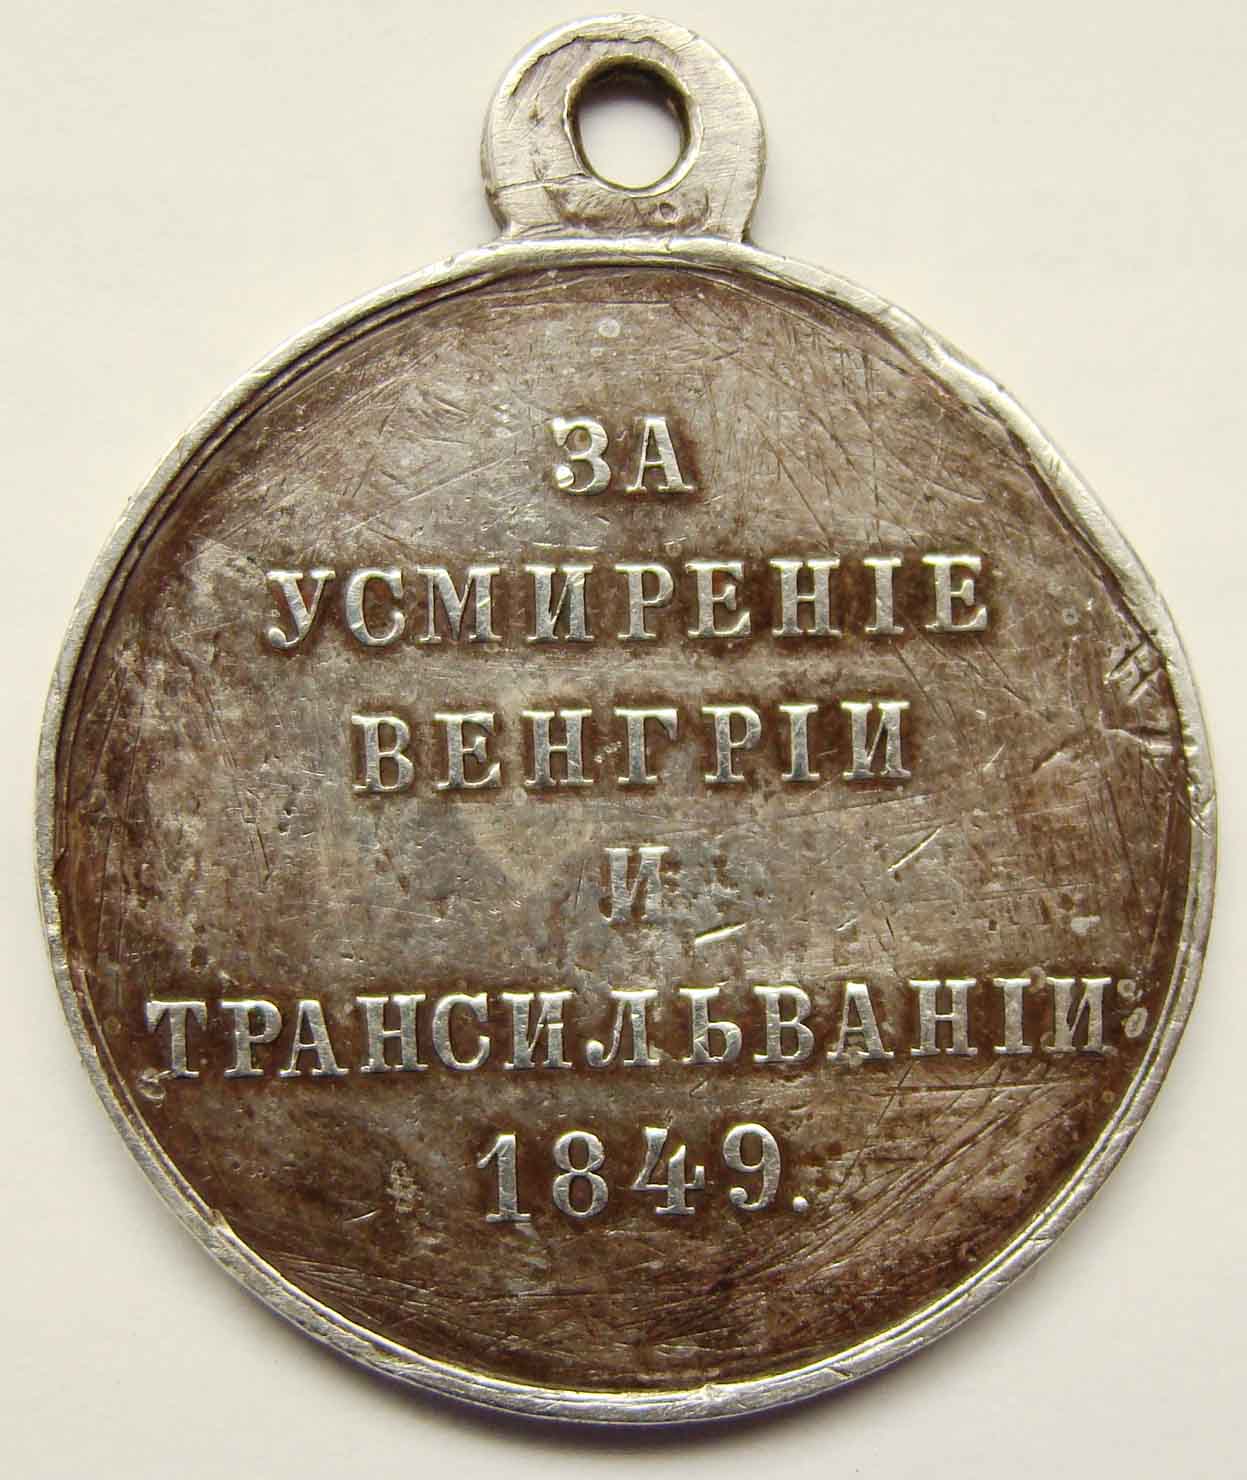 ЗА
УСМИРЕНІЕ
ВЕНГРІИ
И
ТРАНСИЛЬВАНІИ
1849.